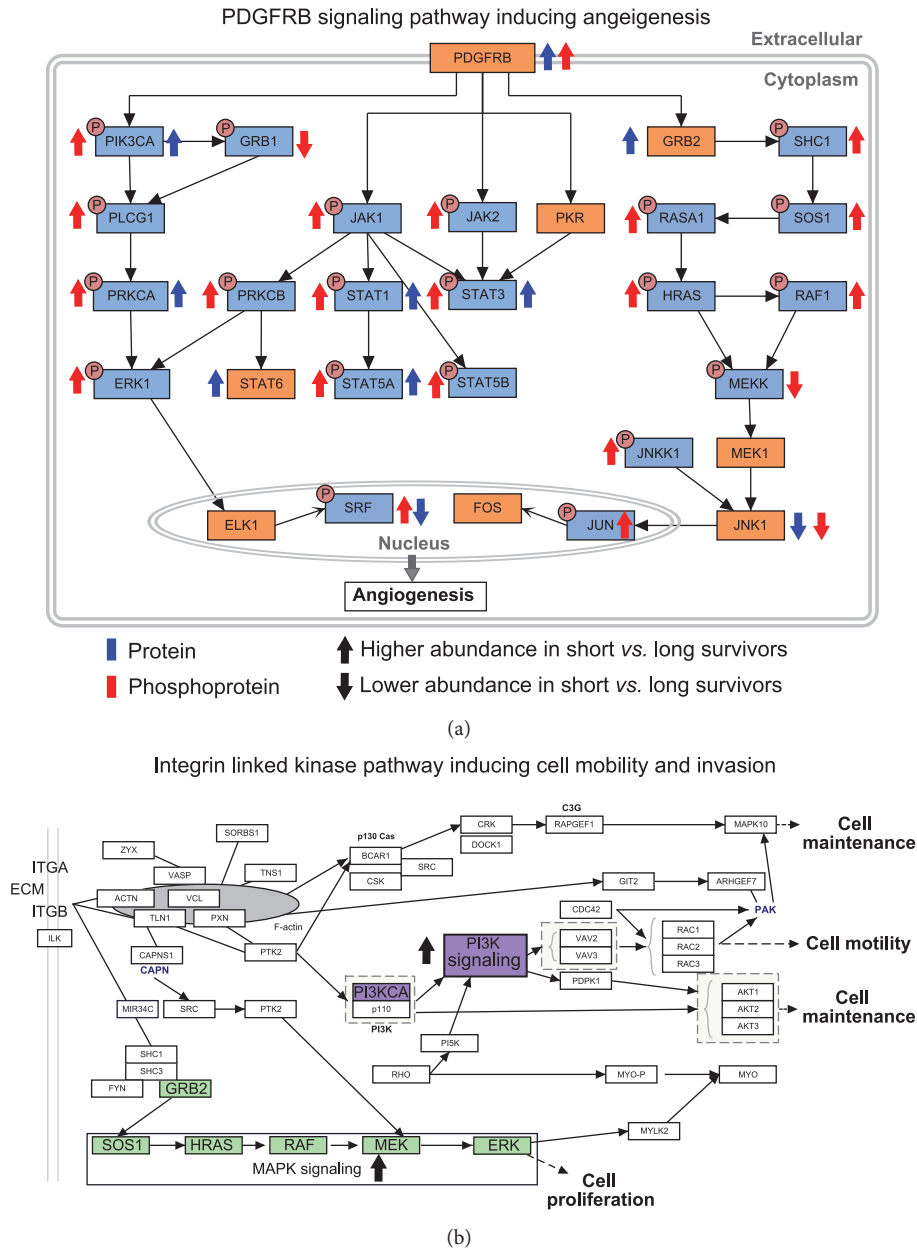 PDGFRB signaling pathway inducing angeigenesis
Extracellular
PDGFRB
Cytoplasm
P P P
PIK3CA GRB1 GRB2 SHC1
P P P P P
PLCG1 JAK1 JAK2 PKR RASA1 SOS1
P P P P P P
PRKCA PRKCB STAT1 STAT3 HRAS RAF1
P P P P
ERK1 STAT6 STAT5A STAT5B MEKK
P
JNKK1 MEK1
P P
ELK1 SRF FOS JUN JNK1
Nucleus
Angiogenesis
Protein
Higher abundance in short vs. long survivors
Phosphoprotein
Lower abundance in short vs. long survivors
(a)
Integrin linked kinase pathway inducing cell mobility and invasion
C3G
SORBS1 p130 Cas CRK RAPGEF1 MAPK10 Cell
maintenance
ZYX DOCK1
ITGA VASP TNS1 BCAR1 SRC
ECM ACTN VCL CSK GIT2 ARHGEF7
ITGB TLN1 PXN F-actin CDC42 PAK
ILK CAPNS1 PTK2
CAPN
PI3K
signaling
VAV2
VAV3
RAC1
RAC2
RAC3
Cell motility
PI3KCA
p110
PI3K
PDPK1
AKT1
AKT2
AKT3
Cell
maintenance
MIR34C SRC PTK2
PI5K
SHC1
SHC3
FYN GRB2
RHO MYO-P MYO
MYLK2
SOS1 HRAS RAF MEK ERK
MAPK signaling
Cell
proliferation
(b)